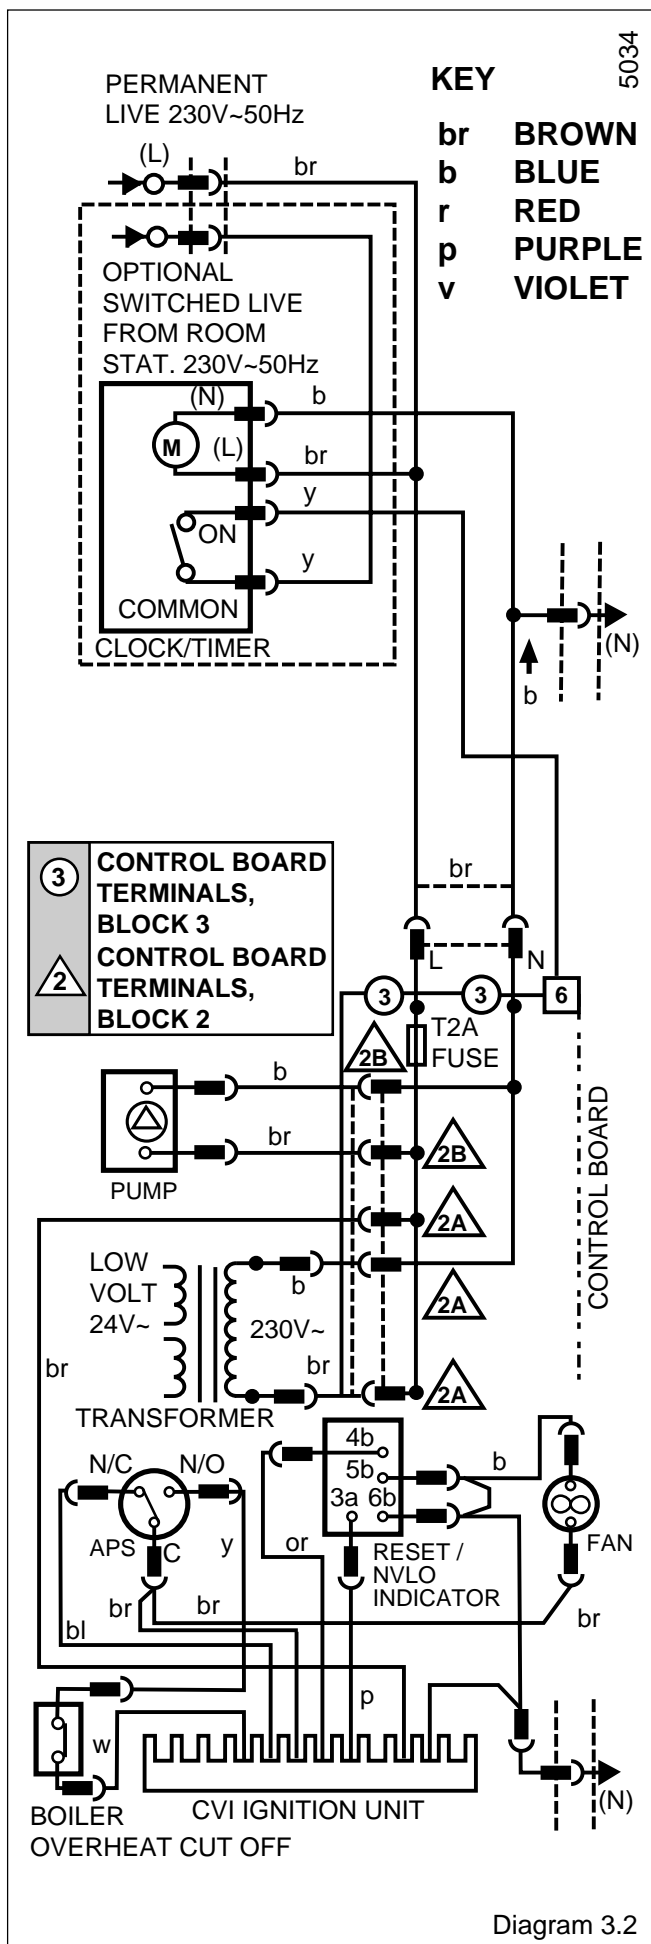 5034
PERMANENT
LIVE 230V~50Hz
(L)
br
KEY
br BROWN
b BLUE
r RED
p PURPLE
v VIOLET
OPTIONAL
SWITCHED LIVE
FROM ROOM
STAT. 230V~50Hz
(N)
b
M
(L)
br
y
ON
y
COMMON
CLOCK/TIMER
(N)
b
3 CONTROL BOARD
TERMINALS,
BLOCK 3
2 CONTROL BOARD
TERMINALS,
BLOCK 2
br
L
N
3
3
6
T2A
FUSE
2B
b
br
PUMP
2B
2A
CONTROL BOARD
LOW
VOLT
24V~
230V~
b
2A
br
br
2A
TRANSFORMER
N/C
N/O
4b
5b
3a
6b
b
APS
C
y
or
RESET /
NVLO
INDICATOR
FAN
br
br
bl
br
p
w
CVI IGNITION UNIT
(N)
BOILER
OVERHEAT CUT OFF
Diagram 3.2